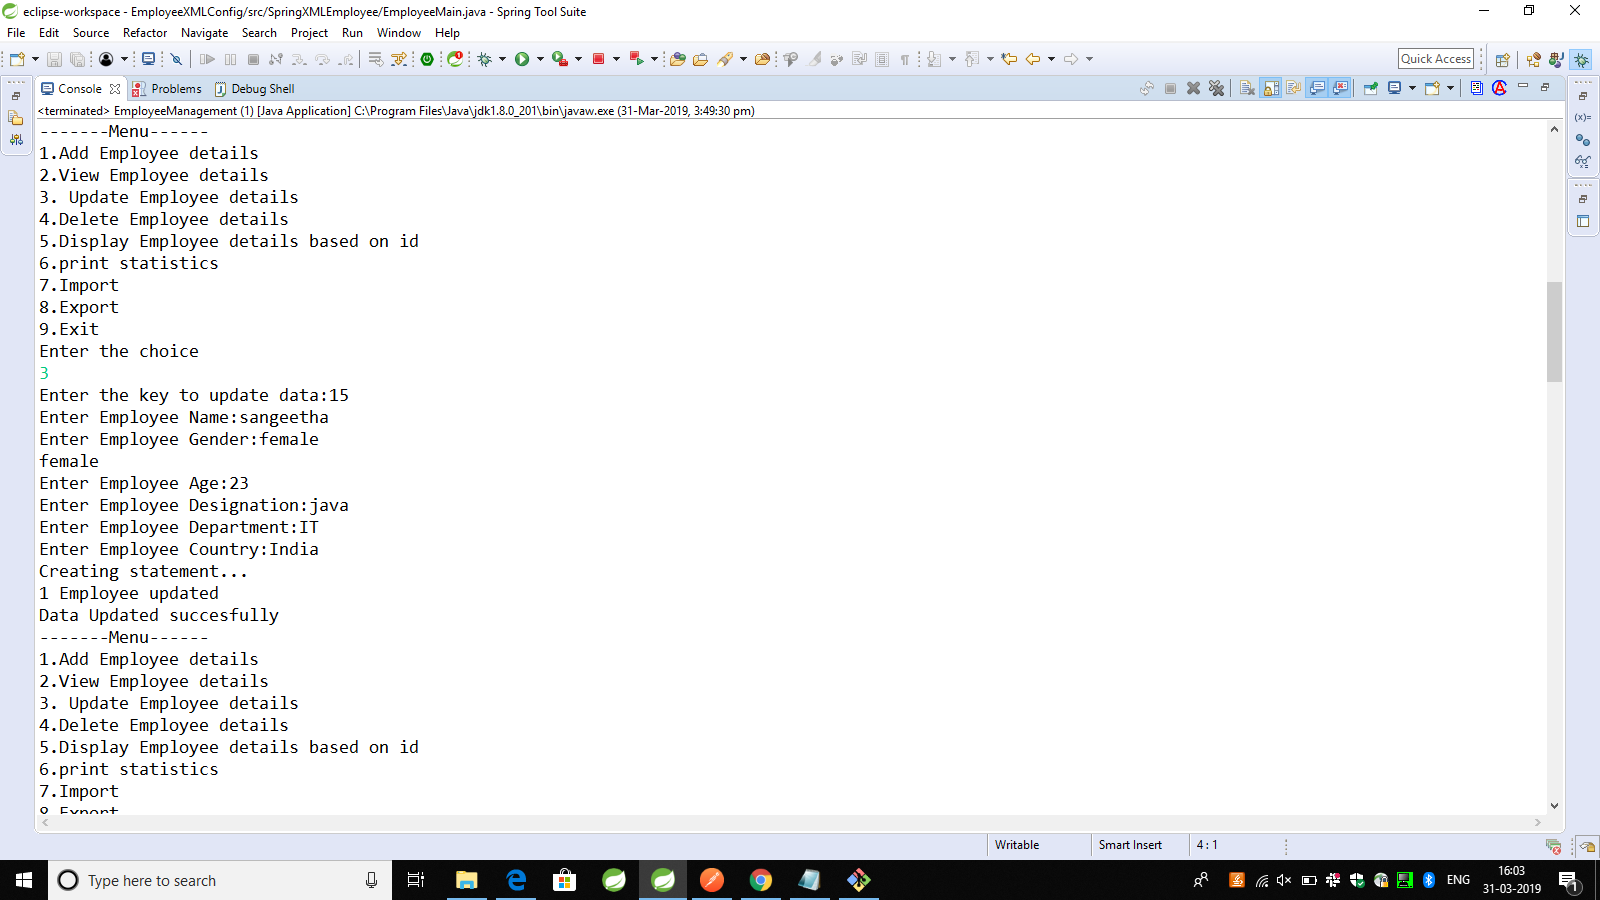 eclipse-workspace - EmployeeXMLConfig/src/SpringXMLEmployee/EmployeeMain.java - Spring Tool Suite
File Edit Source Refactor Navigate Search Project Run Window Help
Quick Access
Console Problems Debug Shell
<terminated> EmployeeManagement (1) [Java Application] C:\Program Files\Java\jdk1.8.0_201\bin\javaw.exe (31-Mar-2019, 3:49:30 pm)
-------Menu------
1.Add Employee details
2.View Employee details
3. Update Employee details
4.Delete Employee details
5.Display Employee details based on id
6.print statistics
7.Import
8.Export
9.Exit
Enter the choice
3
Enter the key to update data:15
Enter Employee Name:sangeetha
Enter Employee Gender:female
female
Enter Employee Age:23
Enter Employee Designation:java
Enter Employee Department:IT
Enter Employee Country:India
Creating statement...
1 Employee updated
Data Updated succesfully
-------Menu------
1.Add Employee details
2.View Employee details
3. Update Employee details
4.Delete Employee details
5.Display Employee details based on id
6.print statistics
7.Import
8.Export
Writable Smart Insert 4 : 1
Type here to search
ENG
16:03
31-03-2019
1